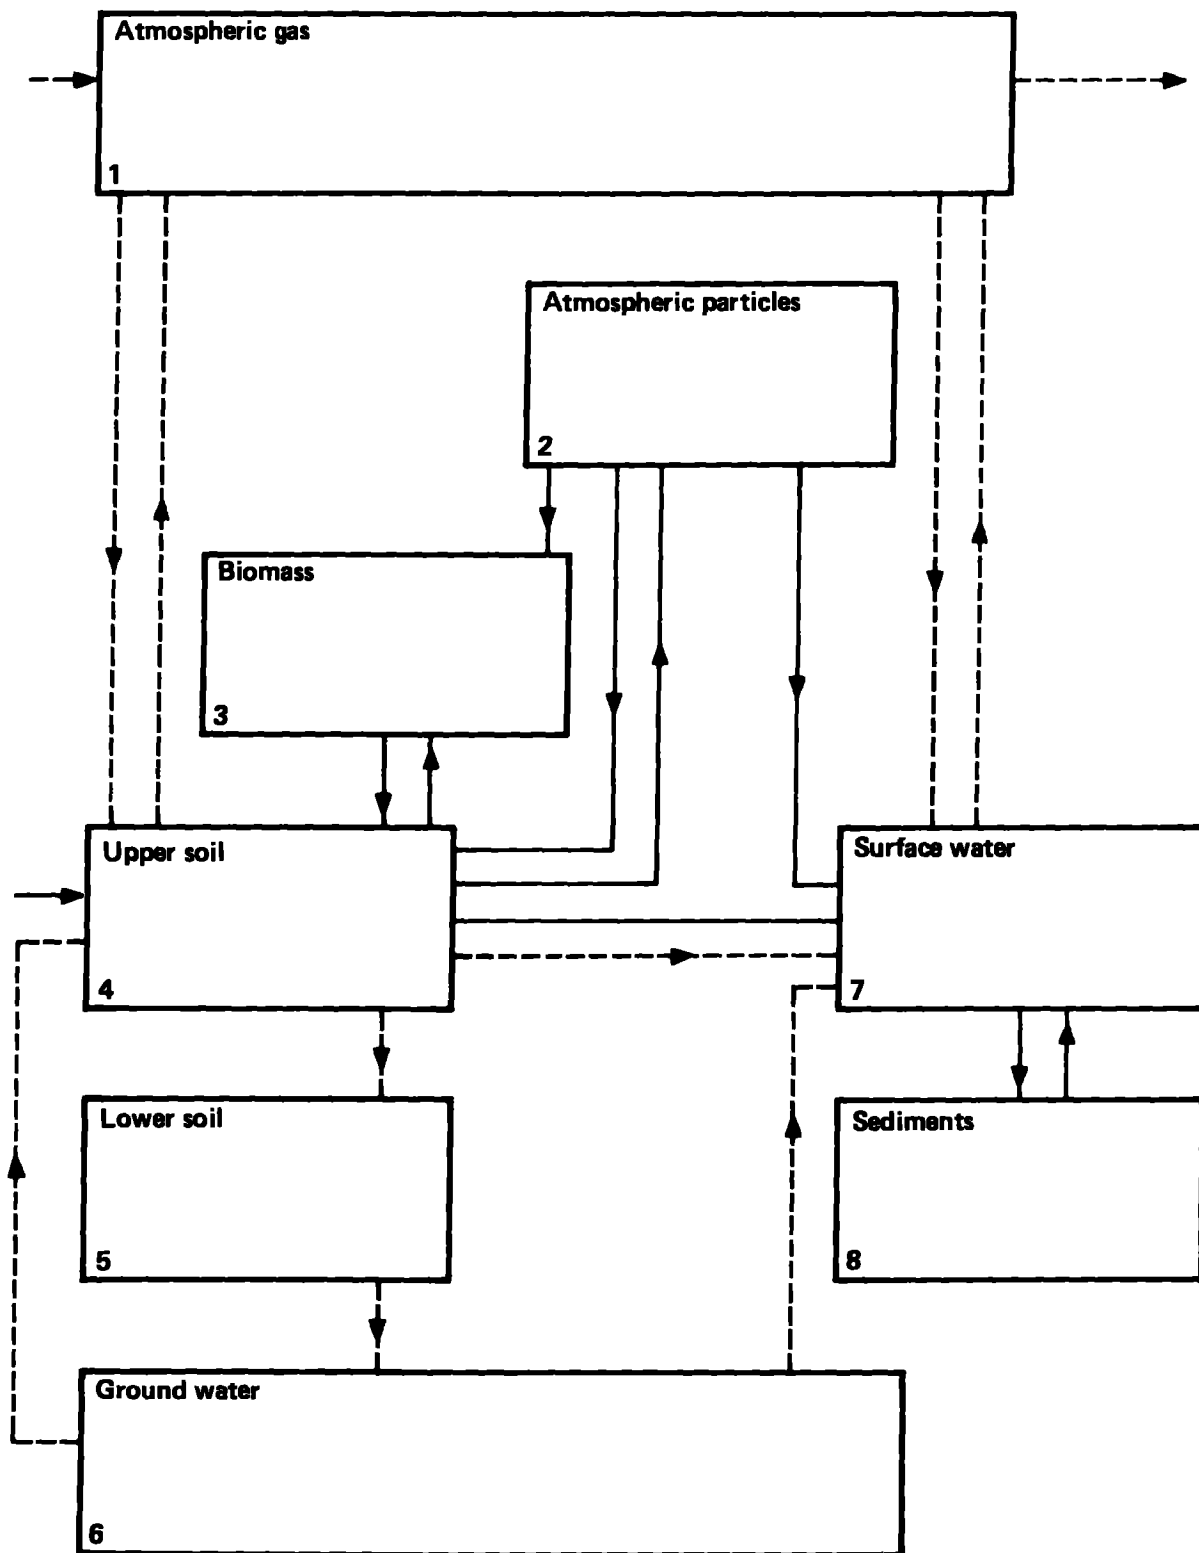 Atmospheric gas
1
Atmospheric particles
2
Biomass
3
Upper soil
4
Surface water
7
Lower soil
5
Sediments
8
Ground water
6